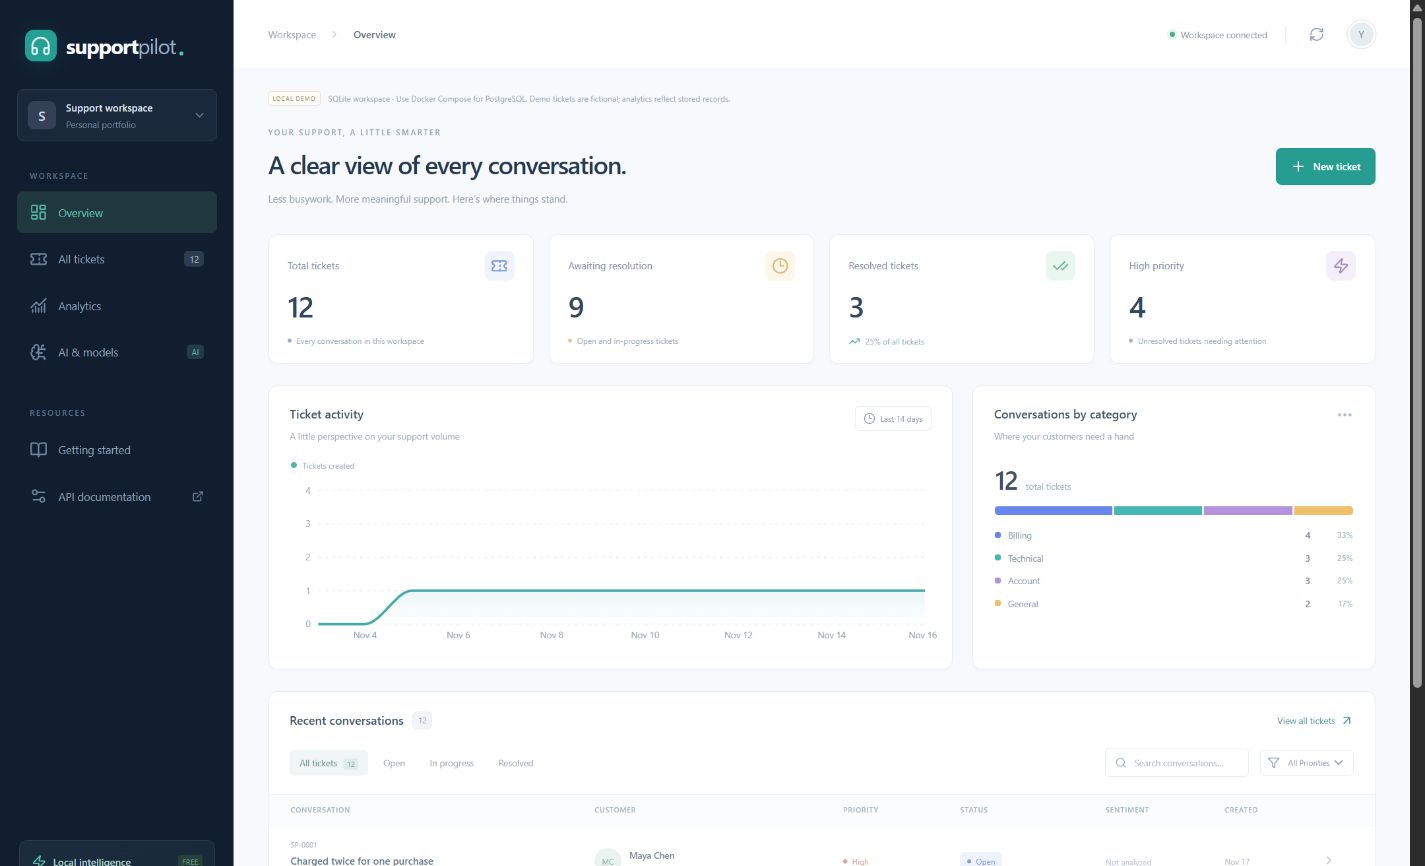 supportpilot.
S
Support workspace
Personal portfolio
WORKSPACE
Overview
All tickets 12
Analytics
AI & models AI
RESOURCES
Getting started
API documentation
Local intelligence FREE
Workspace > Overview
Workspace connected
Y
LOCAL DEMO SQLite workspace · Use Docker Compose for PostgreSQL. Demo tickets are fictional; analytics reflect stored records.
YOUR SUPPORT, A LITTLE SMARTER
A clear view of every conversation.
Less busywork. More meaningful support. Here's where things stand.
+ New ticket
Total tickets
12
Every conversation in this workspace
Awaiting resolution
9
Open and in-progress tickets
Resolved tickets
3
25% of all tickets
High priority
4
Unresolved tickets needing attention
Ticket activity
A little perspective on your support volume
Last 14 days
Tickets created
4
3
2
1
0
Nov 4 Nov 6 Nov 8 Nov 10 Nov 12 Nov 14 Nov 16
Conversations by category
Where your customers need a hand
12 total tickets
Billing 4 33%
Technical 3 25%
Account 3 25%
General 2 17%
Recent conversations 12
View all tickets
All tickets 12 Open In progress Resolved
Search conversations...
All Priorities
CONVERSATION CUSTOMER PRIORITY STATUS SENTIMENT CREATED
SP-0001
Charged twice for one purchase
MC Maya Chen
High
Open
Not analyzed
Nov 17